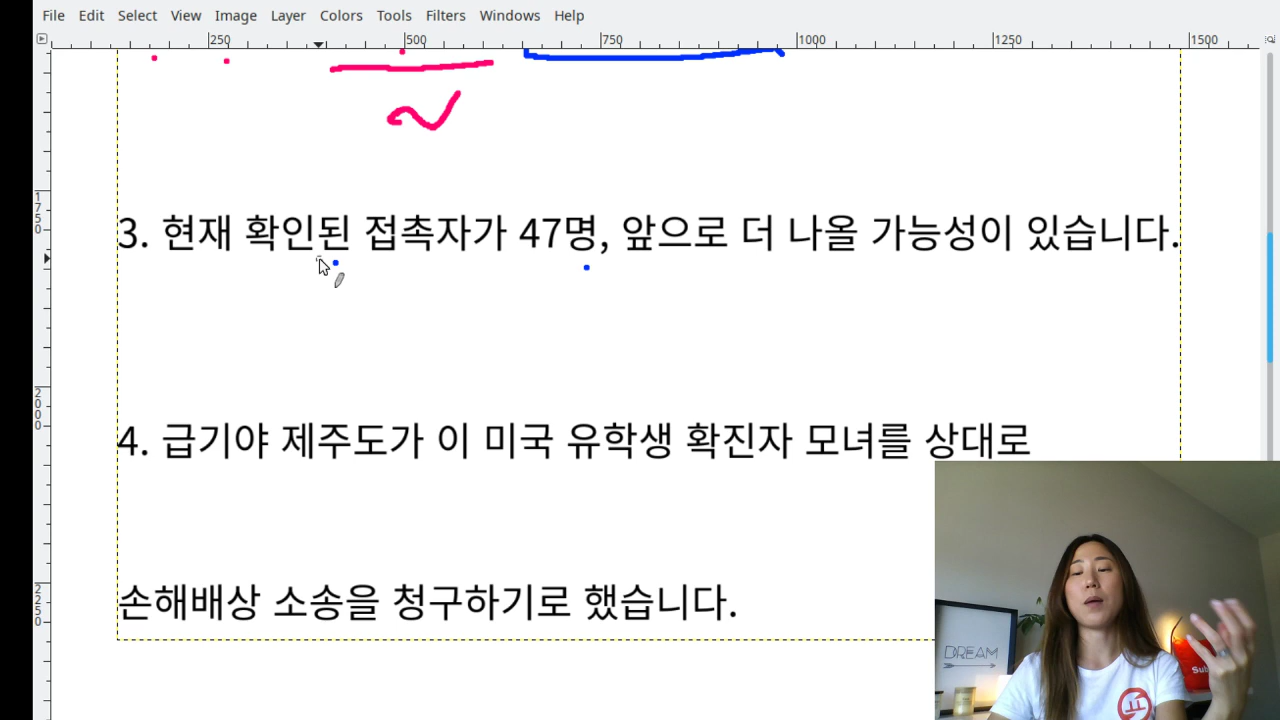 File Edit Select View Image Layer Colors Tools Filters Windows Help
250 500 750 1000 1250 1500
1750
3. 현재 확인된 접촉자가 47명, 앞으로 더 나올 가능성이 있습니다.
2000
4. 급기야 제주도가 이 미국 유학생 확진자 모녀를 상대로
2250
손해배상 소송을 청구하기로 했습니다.
DREAM
Sub